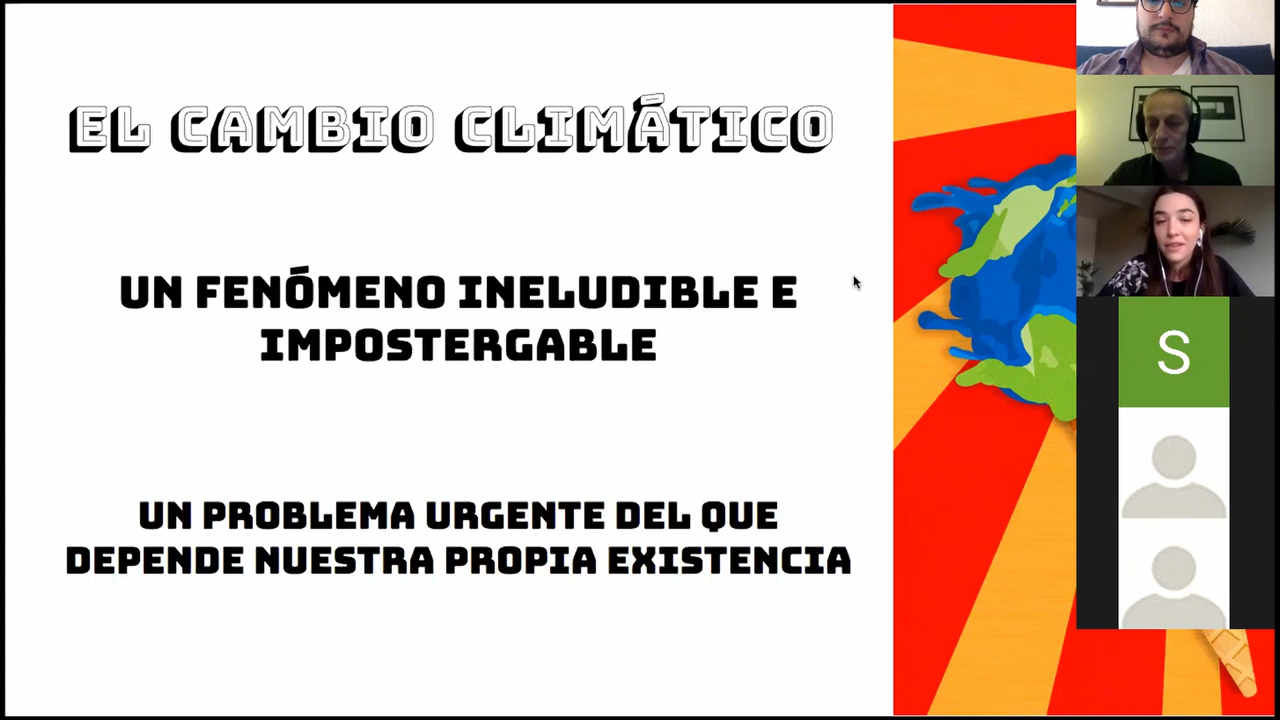 EL CAMBIO CLIMÁTICO
UN FENÓMENO INELUDIBLE E
IMPOSTERGABLE
UN PROBLEMA URGENTE DEL QUE
DEPENDE NUESTRA PROPIA EXISTENCIA
S